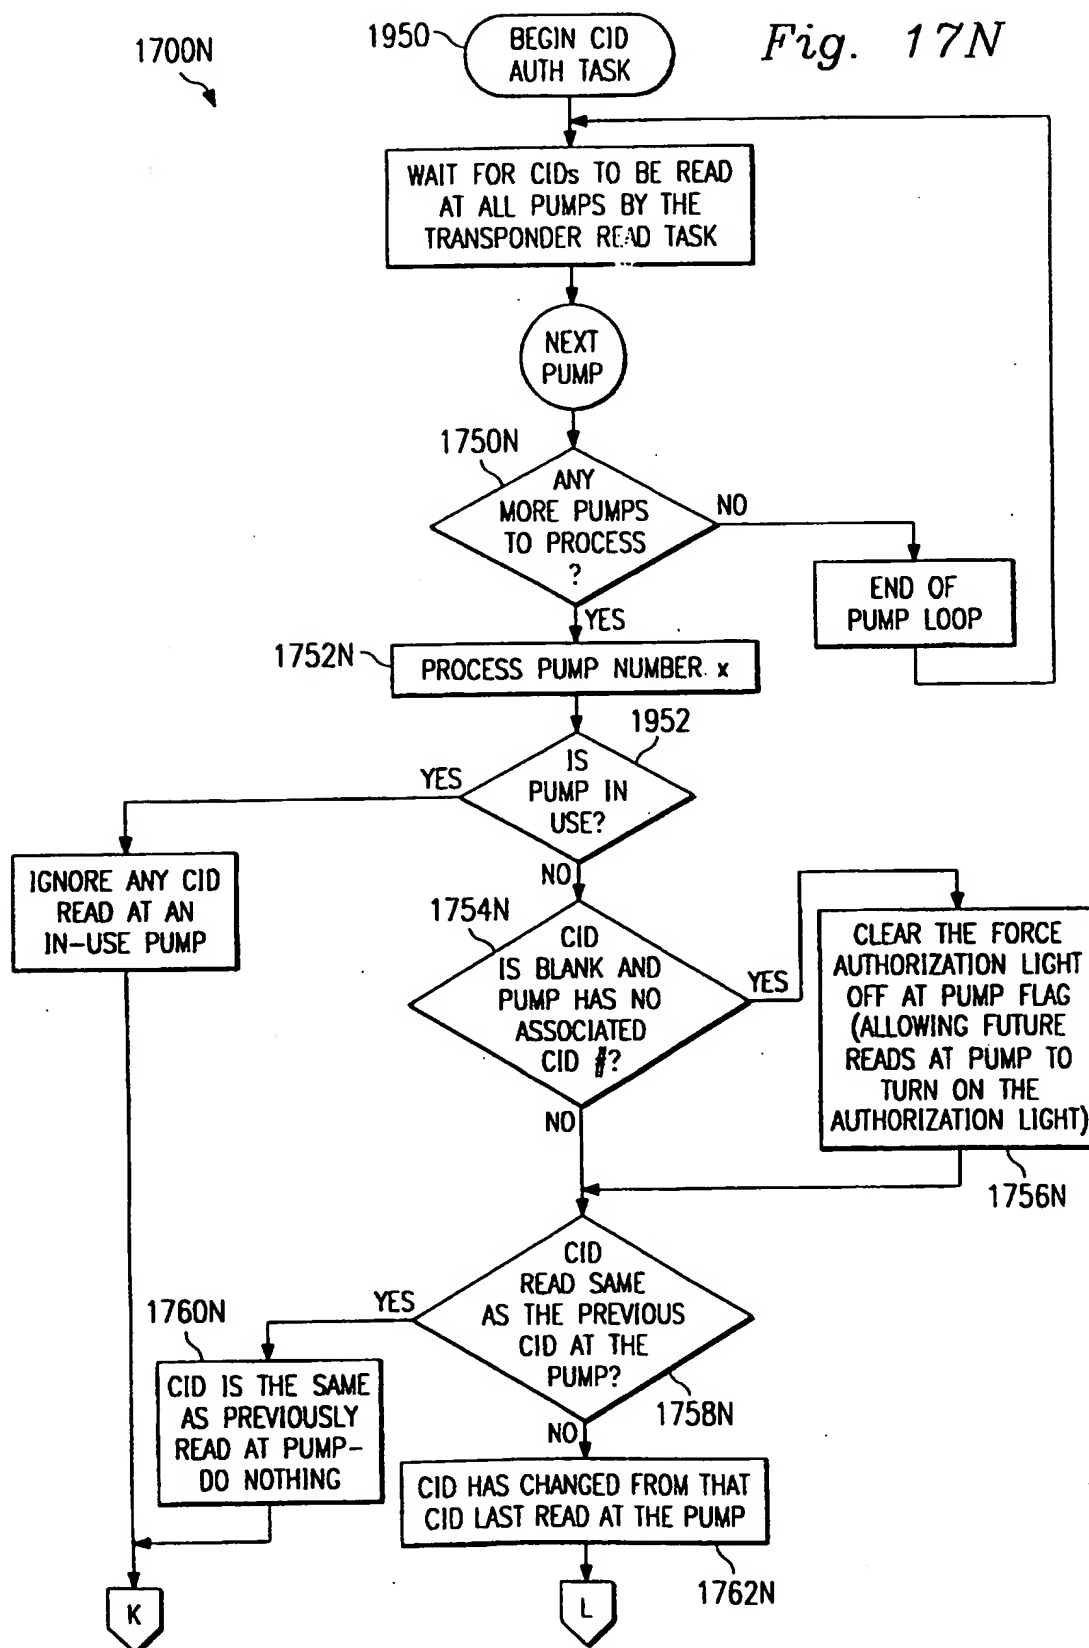 1700N
1950
BEGIN CID
AUTH TASK
Fig. 17N
WAIT FOR CIDs TO BE READ
AT ALL PUMPS BY THE
TRANSPONDER READ TASK
NEXT
PUMP
1750N
ANY
MORE PUMPS
TO PROCESS
?
NO
END OF
PUMP LOOP
YES
1752N
PROCESS PUMP NUMBER x
1952
IS
PUMP IN
USE?
YES
IGNORE ANY CID
READ AT AN
IN-USE PUMP
NO
1754N
CID
IS BLANK AND
PUMP HAS NO
ASSOCIATED
CID #?
YES
CLEAR THE FORCE
AUTHORIZATION LIGHT
OFF AT PUMP FLAG
(ALLOWING FUTURE
READS AT PUMP TO
TURN ON THE
AUTHORIZATION LIGHT)
1756N
NO
CID
READ SAME
AS THE PREVIOUS
CID AT THE
PUMP?
1758N
YES
1760N
CID IS THE SAME
AS PREVIOUSLY
READ AT PUMP-
DO NOTHING
NO
CID HAS CHANGED FROM THAT
CID LAST READ AT THE PUMP
1762N
K
L